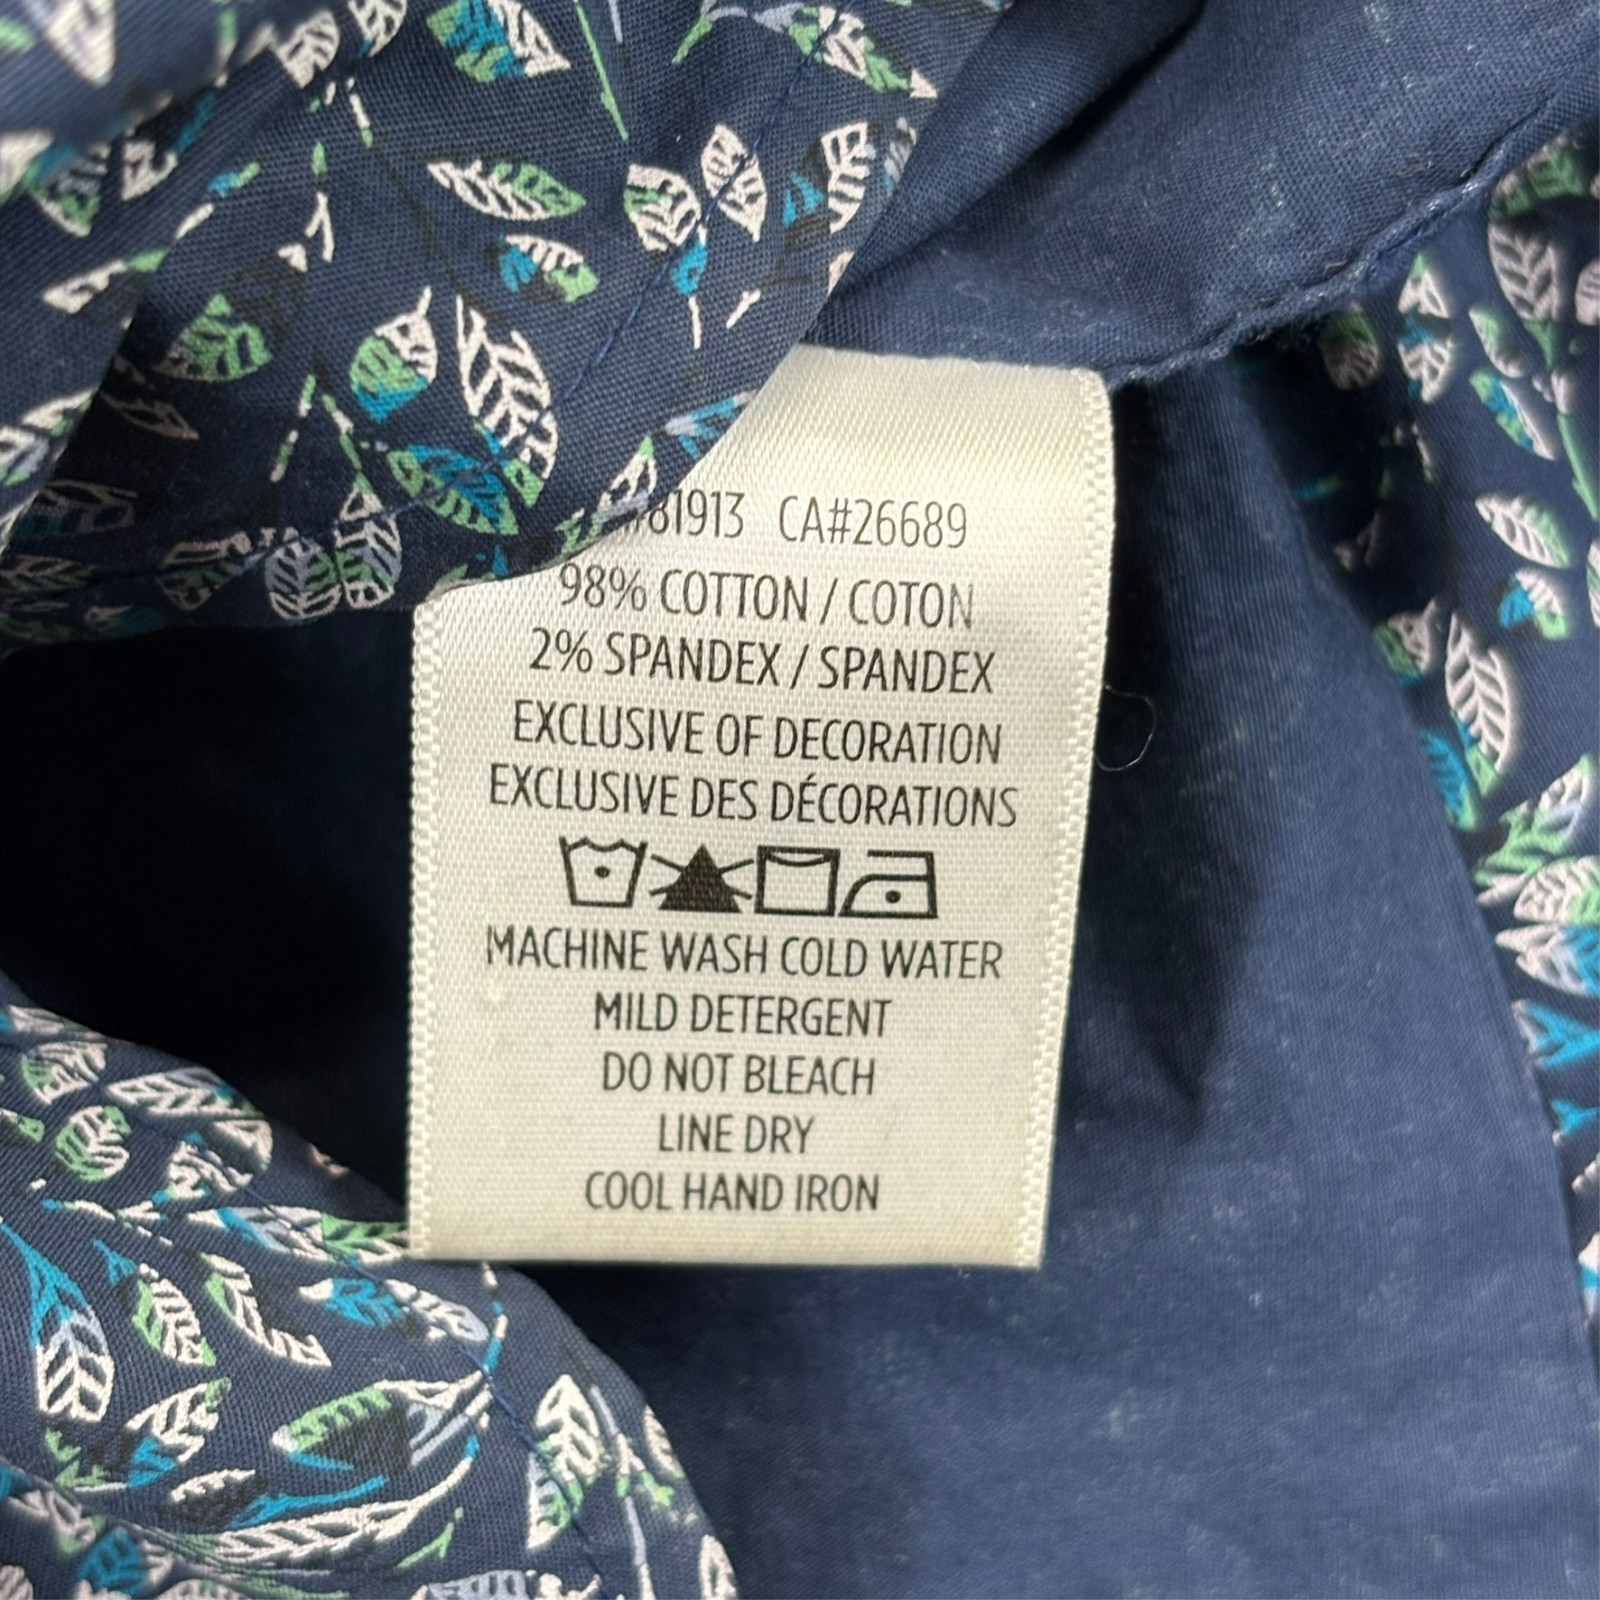 #81913 CA#26689
98% COTTON / COTON
2% SPANDEX / SPANDEX
EXCLUSIVE OF DECORATION
EXCLUSIVE DES DÉCORATIONS
MACHINE WASH COLD WATER
MILD DETERGENT
DO NOT BLEACH
LINE DRY
COOL HAND IRON